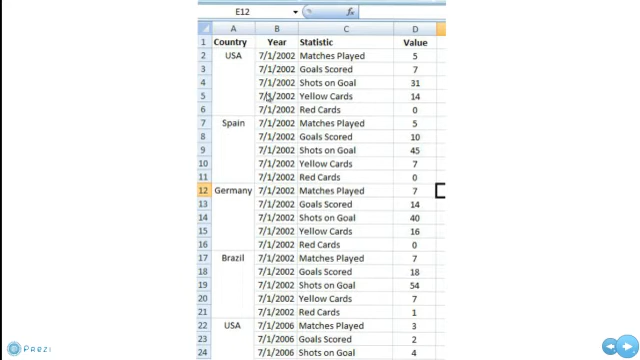 E12 fx
A B C D
1 Country Year Statistic Value
2 USA 7/1/2002 Matches Played 5
3 7/1/2002 Goals Scored 7
4 7/1/2002 Shots on Goal 31
5 7/1/2002 Yellow Cards 14
6 7/1/2002 Red Cards 0
7 Spain 7/1/2002 Matches Played 5
8 7/1/2002 Goals Scored 10
9 7/1/2002 Shots on Goal 45
10 7/1/2002 Yellow Cards 7
11 7/1/2002 Red Cards 0
12 Germany 7/1/2002 Matches Played 7
13 7/1/2002 Goals Scored 14
14 7/1/2002 Shots on Goal 40
15 7/1/2002 Yellow Cards 16
16 7/1/2002 Red Cards 0
17 Brazil 7/1/2002 Matches Played 7
18 7/1/2002 Goals Scored 18
19 7/1/2002 Shots on Goal 54
20 7/1/2002 Yellow Cards 7
21 7/1/2002 Red Cards 1
22 USA 7/1/2006 Matches Played 3
23 7/1/2006 Goals Scored 2
24 7/1/2006 Shots on Goal 4
Prezi